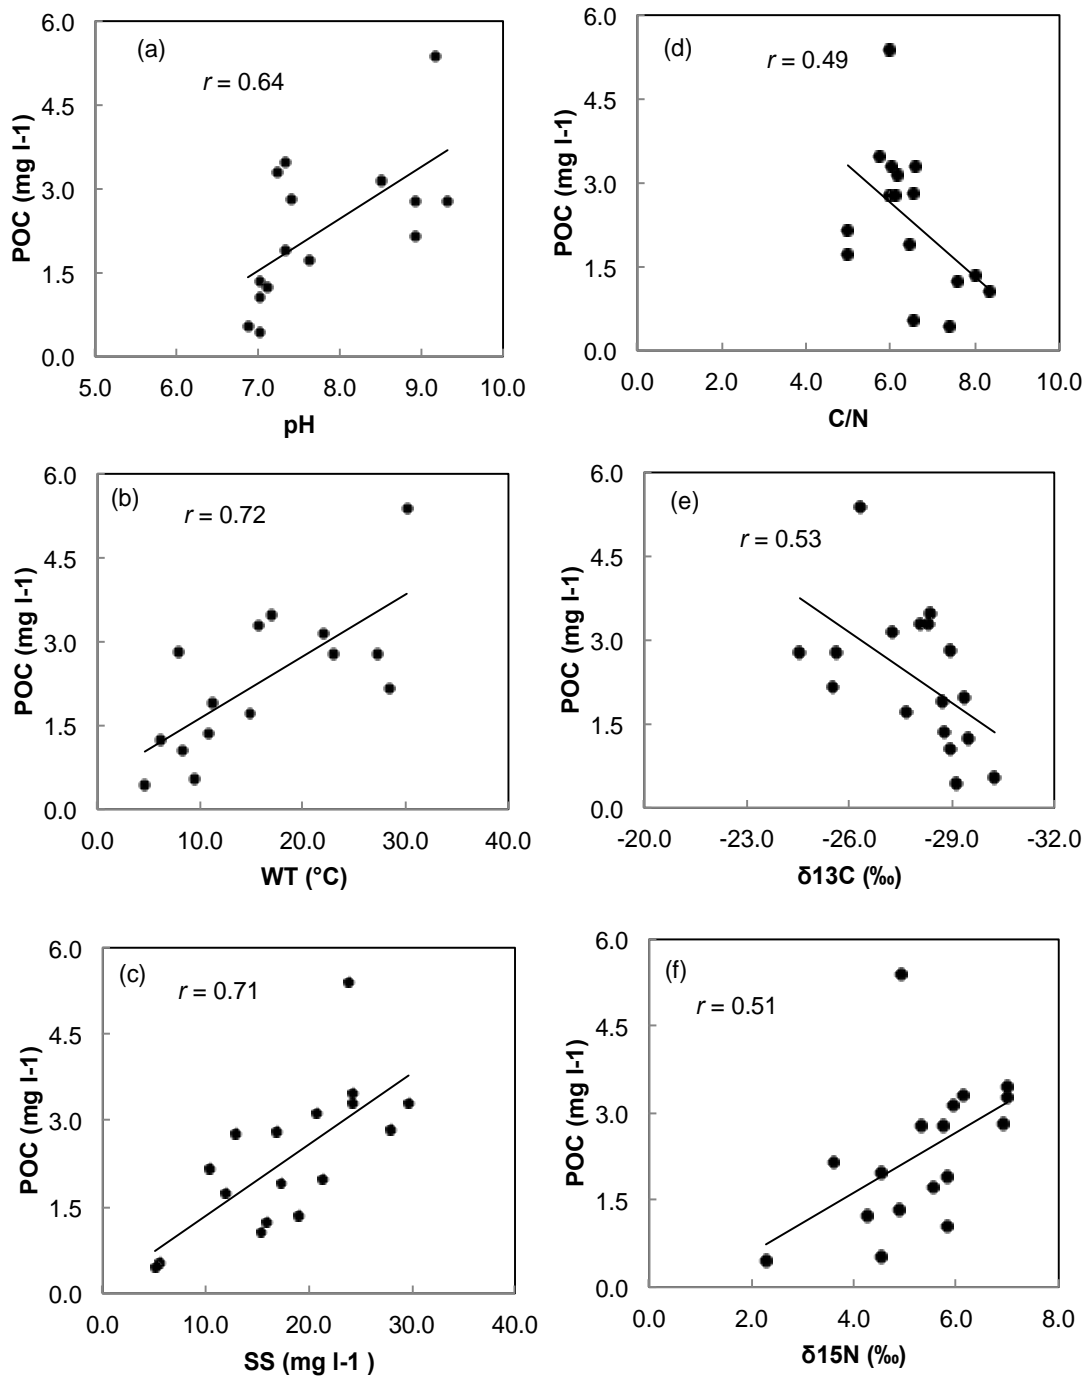 (a)
r = 0.64
6.0
4.5
3.0
1.5
0.0
POC (mg l-1)
5.0 6.0 7.0 8.0 9.0 10.0
pH
(d)
r = 0.49
6.0
4.5
3.0
1.5
0.0
POC (mg l-1)
0.0 2.0 4.0 6.0 8.0 10.0
C/N
(b)
r = 0.72
6.0
4.5
3.0
1.5
0.0
POC (mg l-1)
0.0 10.0 20.0 30.0 40.0
WT (°C)
(e)
r = 0.53
6.0
4.5
3.0
1.5
0.0
POC (mg l-1)
-20.0 -23.0 -26.0 -29.0 -32.0
δ13C (‰)
(c)
r = 0.71
6.0
4.5
3.0
1.5
0.0
POC (mg l-1)
0.0 10.0 20.0 30.0 40.0
SS (mg l-1 )
(f)
r = 0.51
6.0
4.5
3.0
1.5
0.0
POC (mg l-1)
0.0 2.0 4.0 6.0 8.0
δ15N (‰)